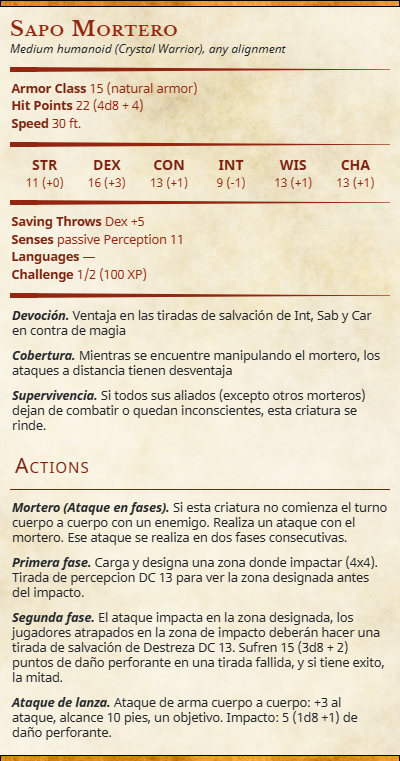 Sapo Mortero
Medium humanoid (Crystal Warrior), any alignment
Armor Class 15 (natural armor)
Hit Points 22 (4d8 + 4)
Speed 30 ft.
STR DEX CON INT WIS CHA
11 (+0) 16 (+3) 13 (+1) 9 (-1) 13 (+1) 13 (+1)
Saving Throws Dex +5
Senses passive Perception 11
Languages —
Challenge 1/2 (100 XP)
Devoción. Ventaja en las tiradas de salvación de Int, Sab y Car
en contra de magia
Cobertura. Mientras se encuentre manipulando el mortero, los
ataques a distancia tienen desventaja
Supervivencia. Si todos sus aliados (excepto otros morteros)
dejan de combatir o quedan inconscientes, esta criatura se
rinde.
Actions
Mortero (Ataque en fases). Si esta criatura no comienza el turno
cuerpo a cuerpo con un enemigo. Realiza un ataque con el
mortero. Ese ataque se realiza en dos fases consecutivas.
Primera fase. Carga y designa una zona donde impactar (4x4).
Tirada de percepcion DC 13 para ver la zona designada antes
del impacto.
Segunda fase. El ataque impacta en la zona designada, los
jugadores atrapados en la zona de impacto deberán hacer una
tirada de salvación de Destreza DC 13. Sufren 15 (3d8 + 2)
puntos de daño perforante en una tirada fallida, y si tiene exito,
la mitad.
Ataque de lanza. Ataque de arma cuerpo a cuerpo: +3 al
ataque, alcance 10 pies, un objetivo. Impacto: 5 (1d8 +1) de
daño perforante.